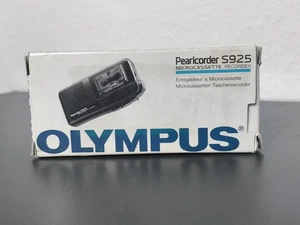 Pearlcorder S925
MICROCASSETTE RECORDER
Enregistreur à Microcassette
Microcassetten Taschenrecorder
OLYMPUS®